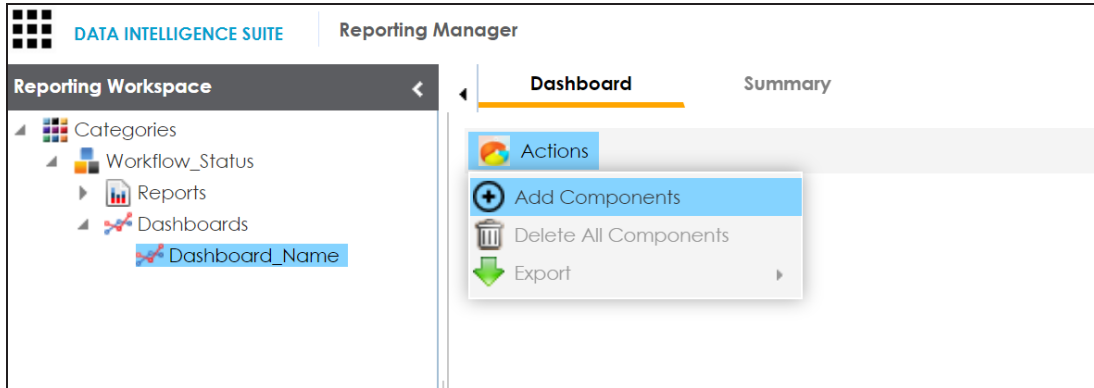 DATA INTELLIGENCE SUITE Reporting Manager
Reporting Workspace
Dashboard Summary
Categories
Workflow_Status
Reports
Dashboards
Dashboard_Name
Actions
Add Components
Delete All Components
Export